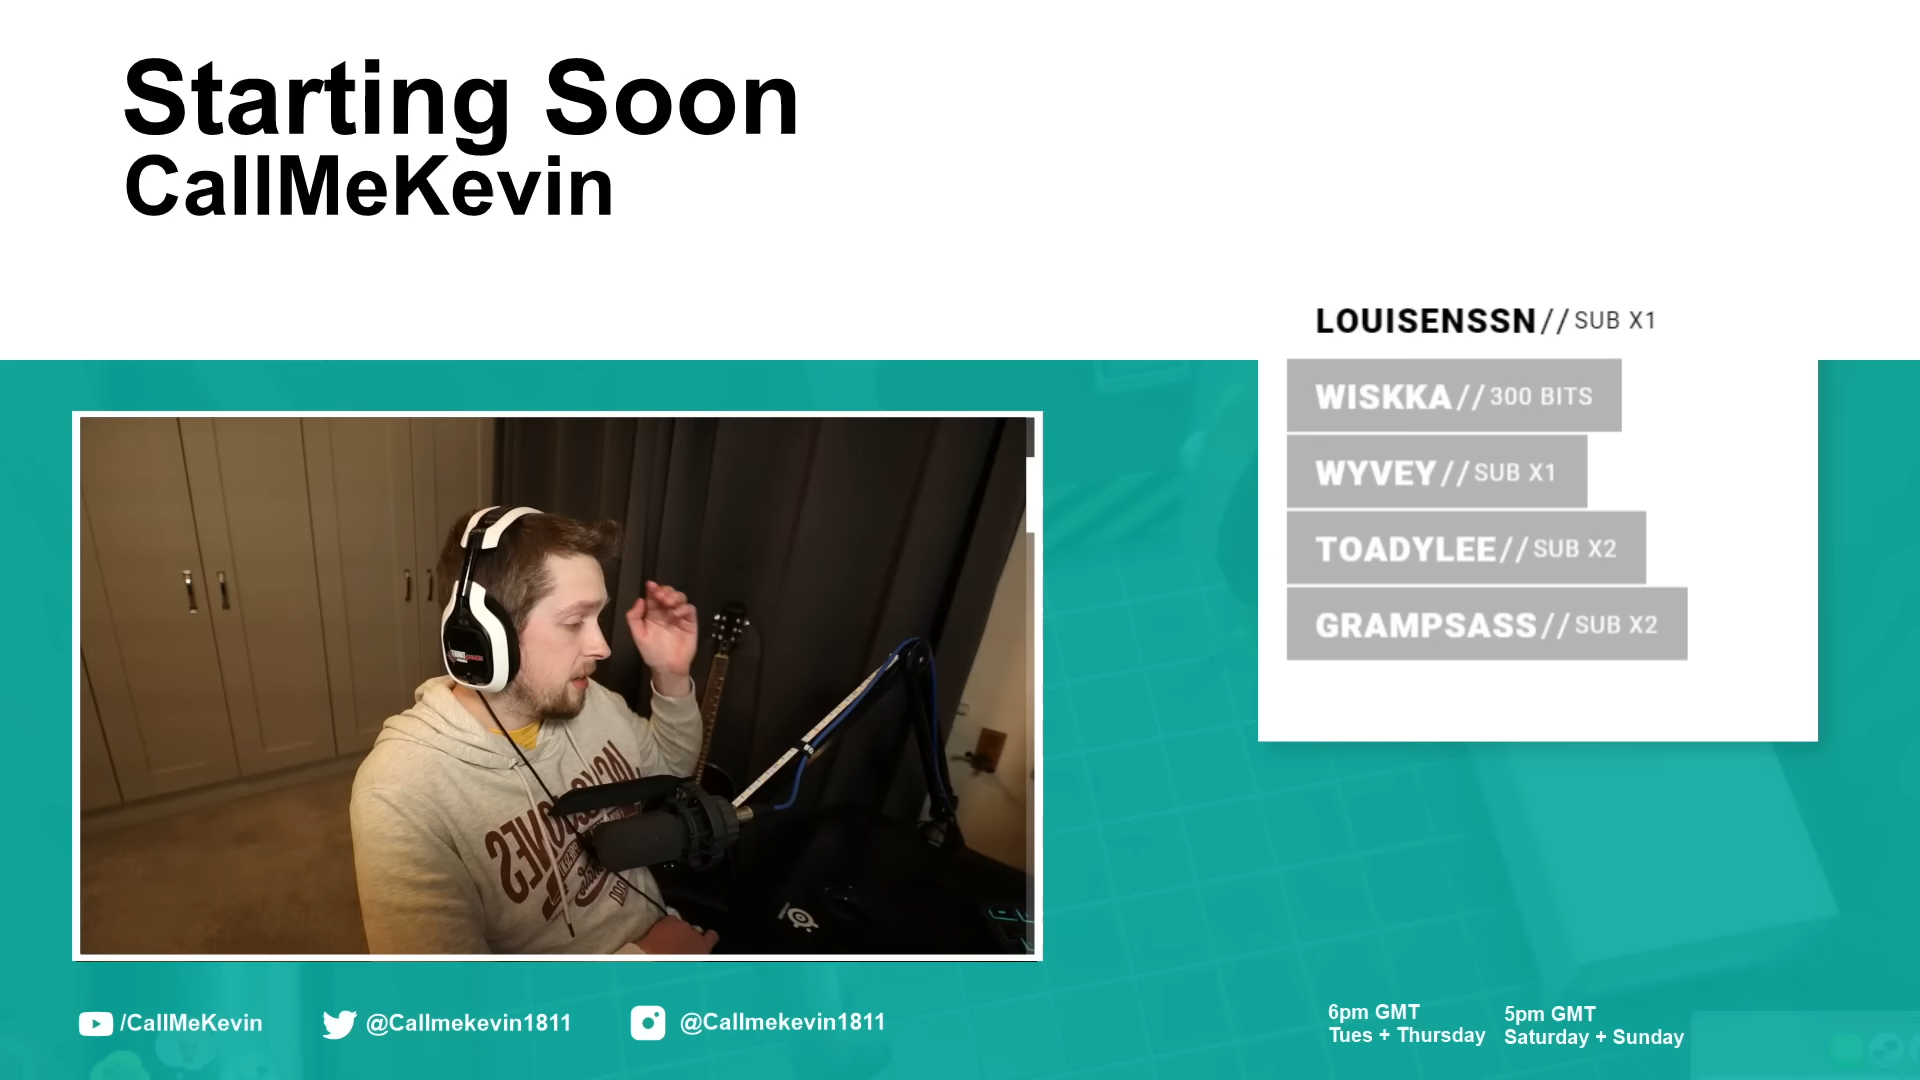 Starting Soon
CallMeKevin
LOUISENSSN//SUB X1
WISKKA//300 BITS
WYVEY//SUB X1
TOADYLEE//SUB X2
GRAMPSASS//SUB X2
/CallMeKevin
@Callmekevin1811
@Callmekevin1811
6pm GMT
Tues + Thursday
5pm GMT
Saturday + Sunday